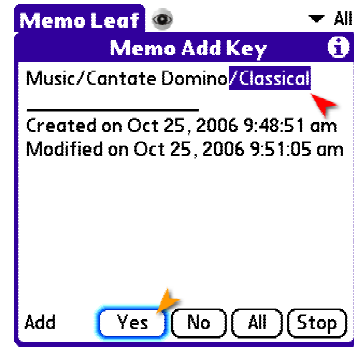 Memo Leaf All
Memo Add Key i
Music/Cantate Domino/Classical
Created on Oct 25, 2006 9:48:51 am
Modified on Oct 25, 2006 9:51:05 am
Add Yes No All Stop